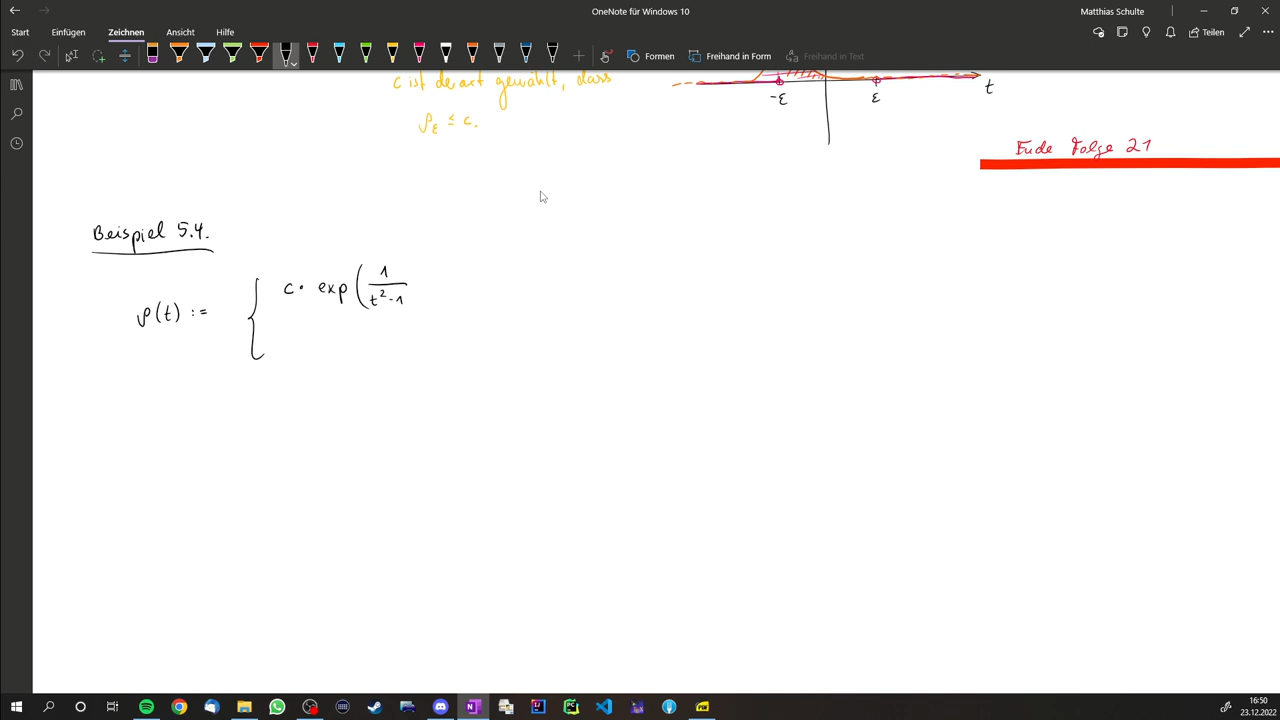 OneNote für Windows 10
Matthias Schulte
Start Einfügen Zeichnen Ansicht Hilfe
Teilen
Formen Freihand in Form Freihand in Text
c ist derart gewählt, dass
ρ_ε ≤ c.
-ε ε t
Ende Folge 21
Beispiel 5.4.
ρ(t) := { c · exp( 1/(t²-1)
16:50
23.12.2022